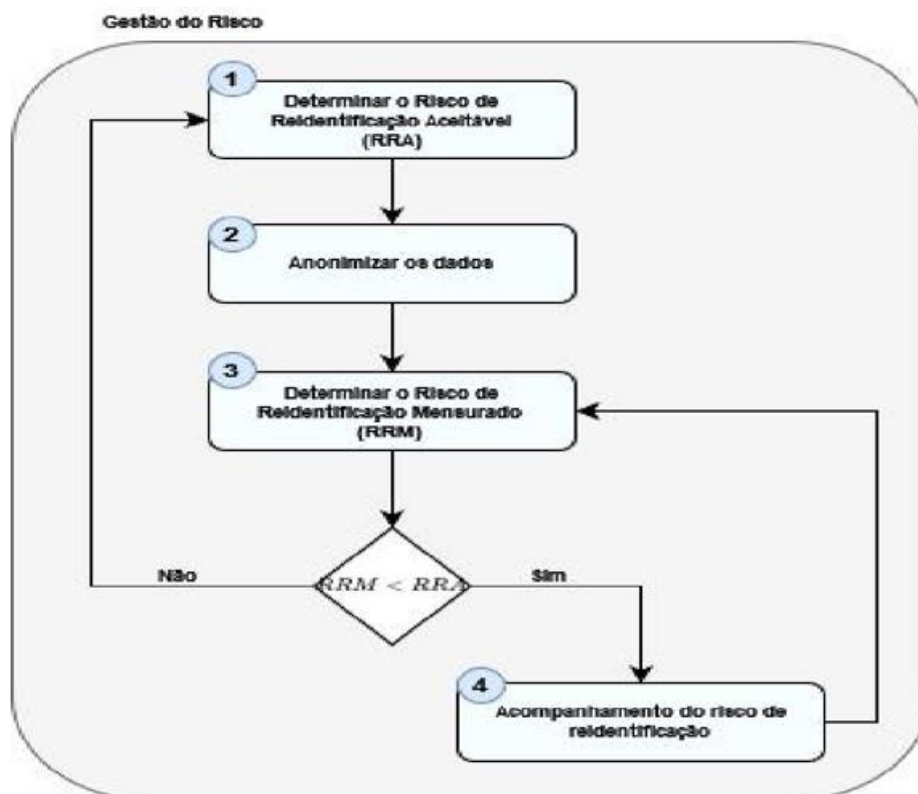 Gestão do Risco
1
Determinar o Risco de
Reidentificação Aceitável
(RRA)
2
Anonimizar os dados
3
Determinar o Risco de
Reidentificação Mensurado
(RRM)
RRM < RRA
Não
Sim
4
Acompanhamento do risco de
reidentificação